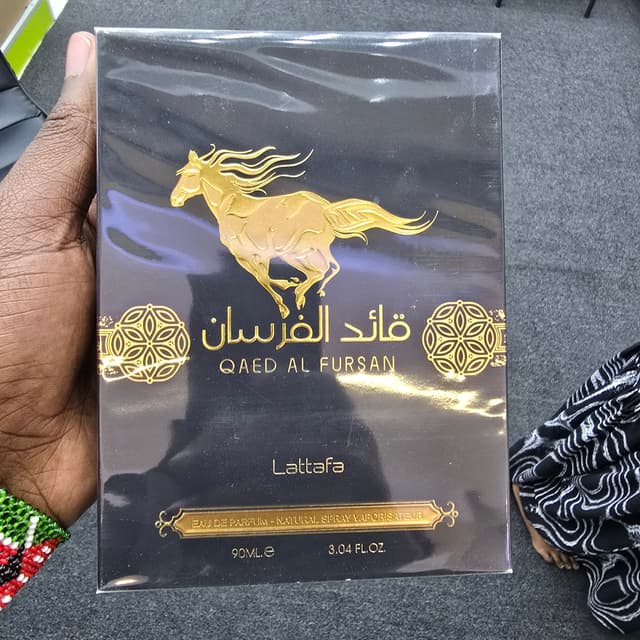 قائد الفرسان
QAED AL FURSAN
Lattafa
EAU DE PARFUM - NATURAL SPRAY VAPORISATEUR
90ML.e 3.04 FL.OZ.